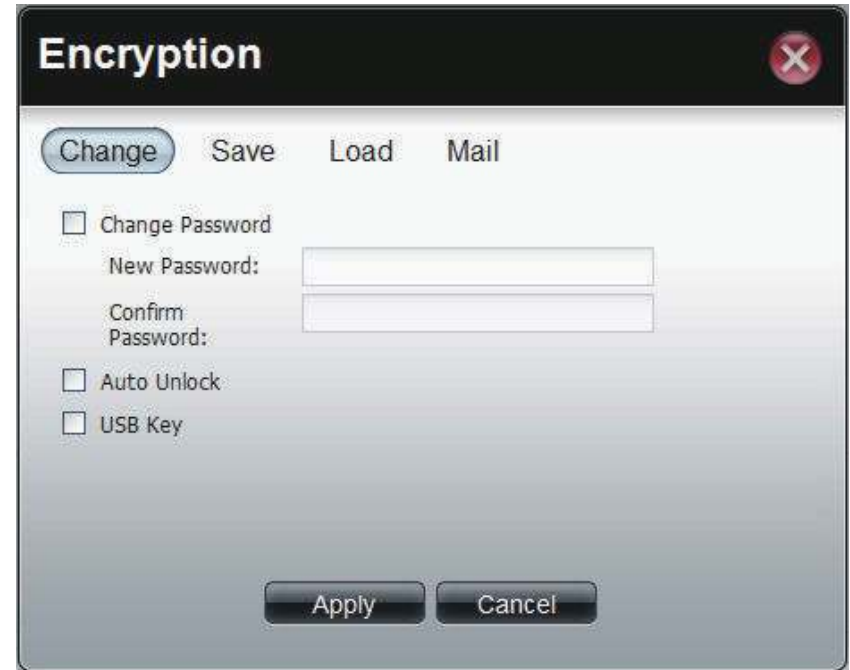 Encryption
Change Save Load Mail
Change Password
New Password:
Confirm
Password:
Auto Unlock
USB Key
Apply Cancel